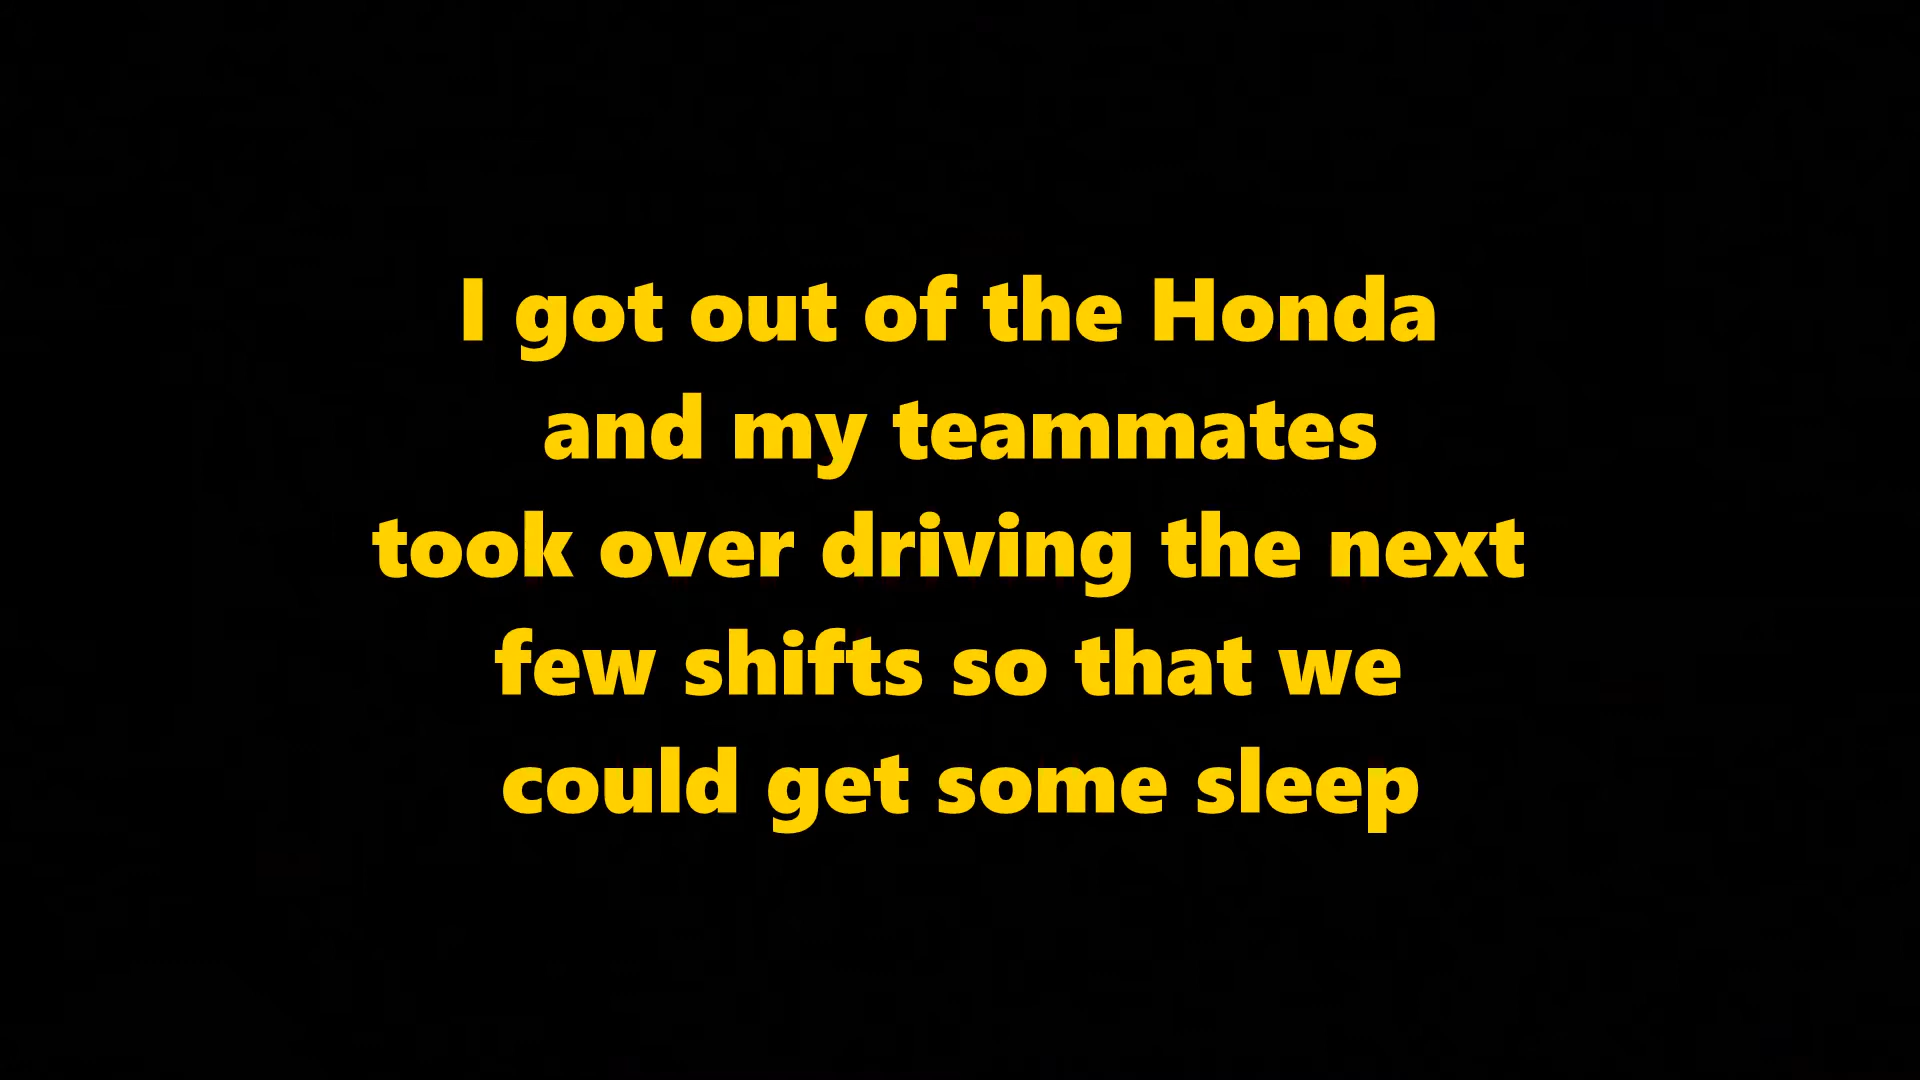 I got out of the Honda
and my teammates
took over driving the next
few shifts so that we
could get some sleep